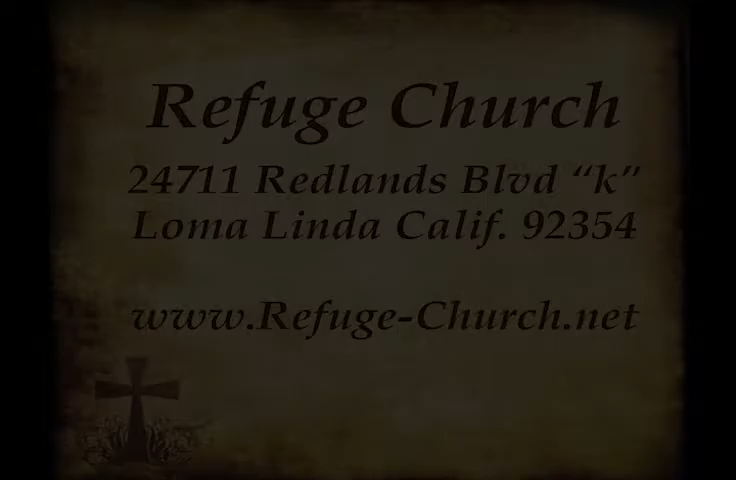 Refuge Church
24711 Redlands Blvd “k”
Loma Linda Calif. 92354
www.Refuge-Church.net